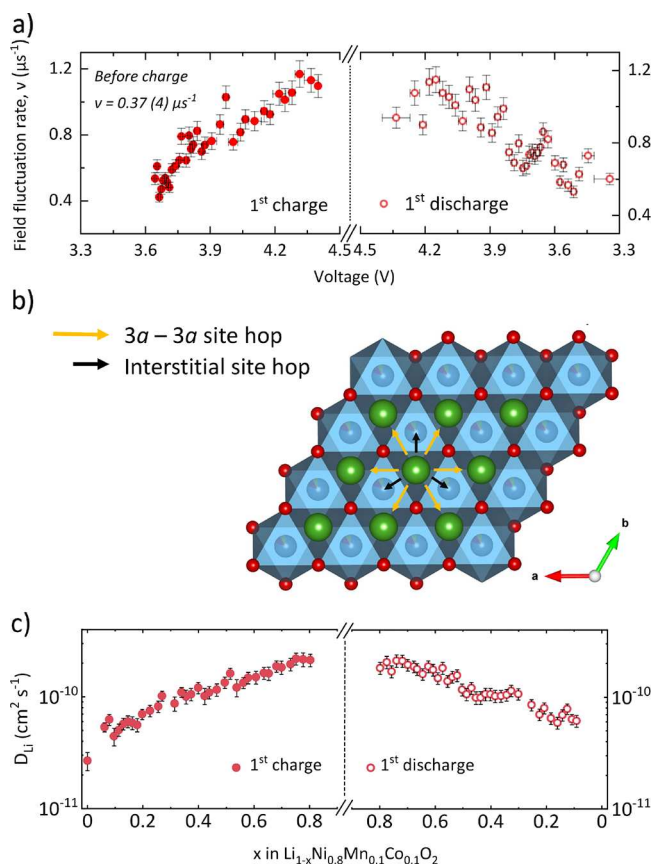 a)
1.2
0.8
0.4
Field fluctuation rate, ν (μs⁻¹)
Before charge
ν = 0.37 (4) μs⁻¹
1st charge
1st discharge
1.2
0.8
0.4
3.3 3.6 3.9 4.2 4.5 4.5 4.2 3.9 3.6 3.3
Voltage (V)
b)
3a – 3a site hop
Interstitial site hop
b
a
c)
10⁻¹⁰
10⁻¹¹
D_Li (cm² s⁻¹)
1st charge
1st discharge
10⁻¹⁰
10⁻¹¹
0 0.2 0.4 0.6 0.8 0.8 0.6 0.4 0.2 0
x in Li₁₋ₓNi₀.₈Mn₀.₁Co₀.₁O₂